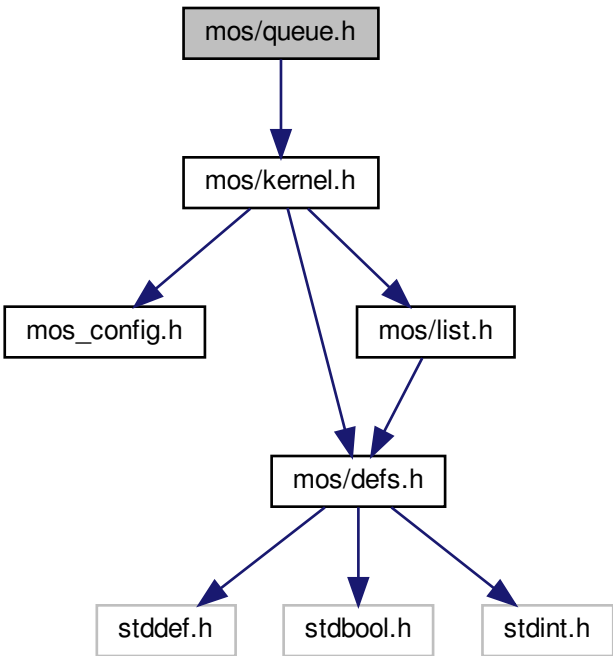 mos/queue.h
mos/kernel.h
mos_config.h
mos/list.h
mos/defs.h
stddef.h
stdbool.h
stdint.h